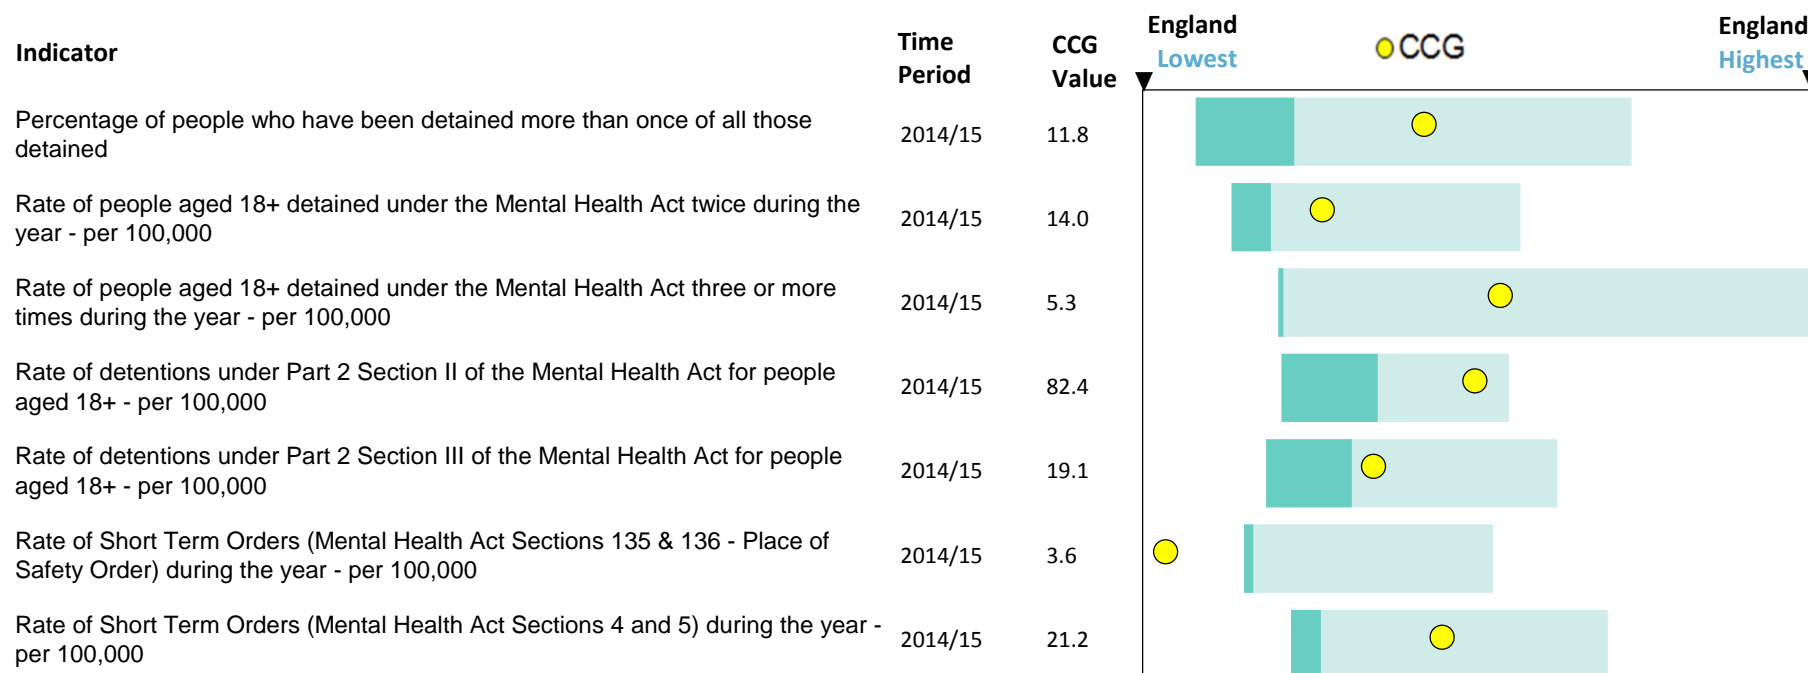 Indicator
Time
Period
CCG
Value
England
Lowest
CCG
England
Highest
Percentage of people who have been detained more than once of all those
detained
2014/15
11.8
Rate of people aged 18+ detained under the Mental Health Act twice during the
year - per 100,000
2014/15
14.0
Rate of people aged 18+ detained under the Mental Health Act three or more
times during the year - per 100,000
2014/15
5.3
Rate of detentions under Part 2 Section II of the Mental Health Act for people
aged 18+ - per 100,000
2014/15
82.4
Rate of detentions under Part 2 Section III of the Mental Health Act for people
aged 18+ - per 100,000
2014/15
19.1
Rate of Short Term Orders (Mental Health Act Sections 135 & 136 - Place of
Safety Order) during the year - per 100,000
2014/15
3.6
Rate of Short Term Orders (Mental Health Act Sections 4 and 5) during the year -
per 100,000
2014/15
21.2